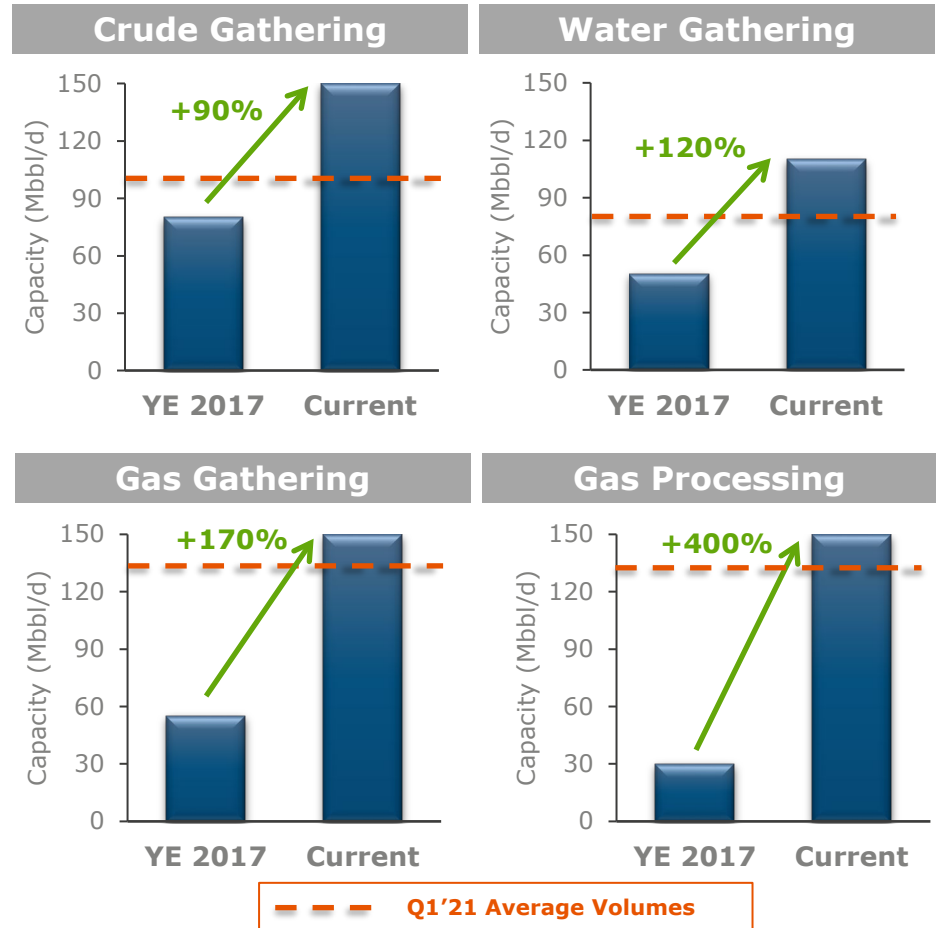 Crude Gathering
Capacity (Mbbl/d)
150
120
90
60
30
0
+90%
YE 2017 Current
Water Gathering
Capacity (Mbbl/d)
150
120
90
60
30
0
+120%
YE 2017 Current
Gas Gathering
Capacity (Mbbl/d)
150
120
90
60
30
0
+170%
YE 2017 Current
Gas Processing
Capacity (Mbbl/d)
150
120
90
60
30
0
+400%
YE 2017 Current
Q1'21 Average Volumes